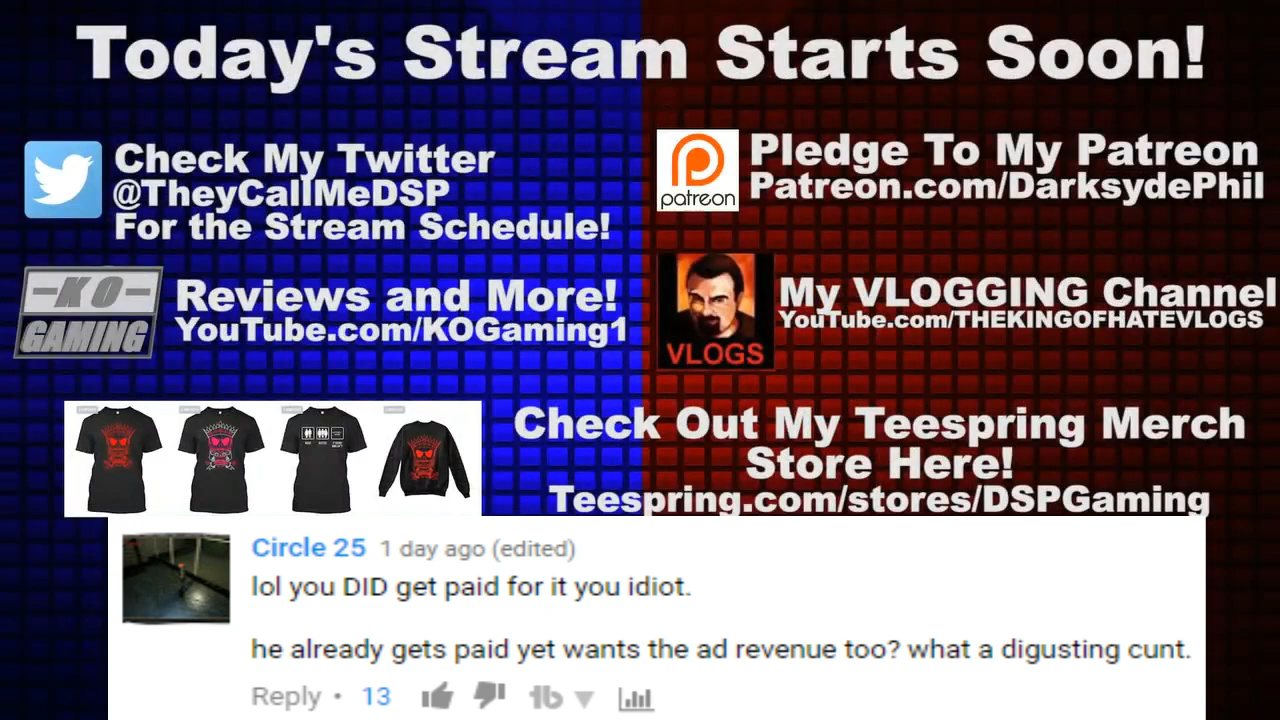 Today's Stream Starts Soon!
Check My Twitter
@TheyCallMeDSP
For the Stream Schedule!
patreon
Pledge To My Patreon
Patreon.com/DarksydePhil
-KO-
GAMING
Reviews and More!
YouTube.com/KOGaming1
VLOGS
My VLOGGING Channel
YouTube.com/THEKINGOFHATEVLOGS
Check Out My Teespring Merch
Store Here!
Teespring.com/stores/DSPGaming
Circle 25 1 day ago (edited)
lol you DID get paid for it you idiot.
he already gets paid yet wants the ad revenue too? what a digusting cunt.
Reply • 13